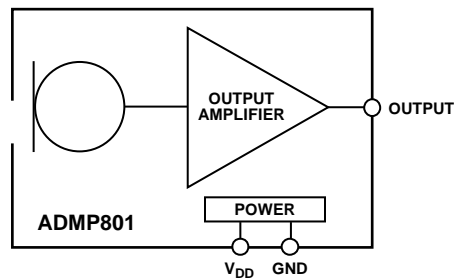 OUTPUT
AMPLIFIER
OUTPUT
POWER
ADMP801
VDD
GND